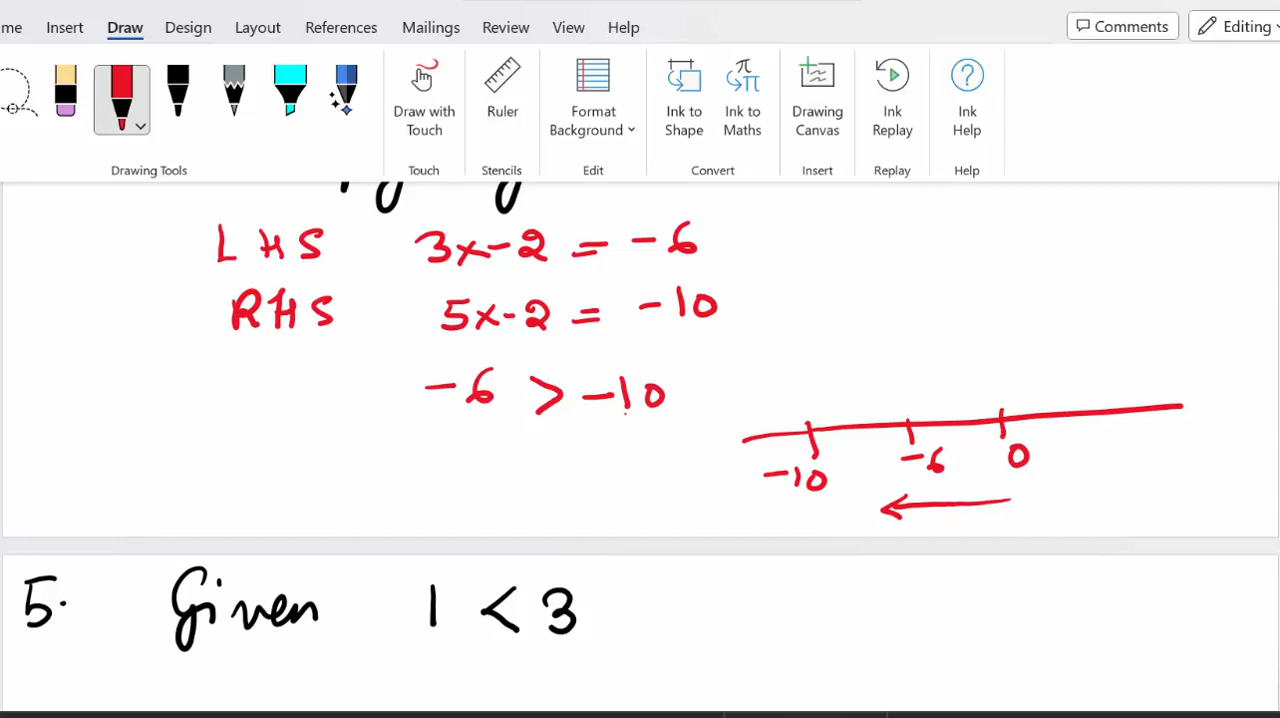 me Insert Draw Design Layout References Mailings Review View Help Comments Editing
Draw with Touch Ruler Format Background Ink to Shape Ink to Maths Drawing Canvas Ink Replay Ink Help
Drawing Tools Touch Stencils Edit Convert Insert Replay Help
LHS 3x-2 = -6
RHS 5x-2 = -10
-6 > -10
-10 -6 0
5. Given 1 < 3